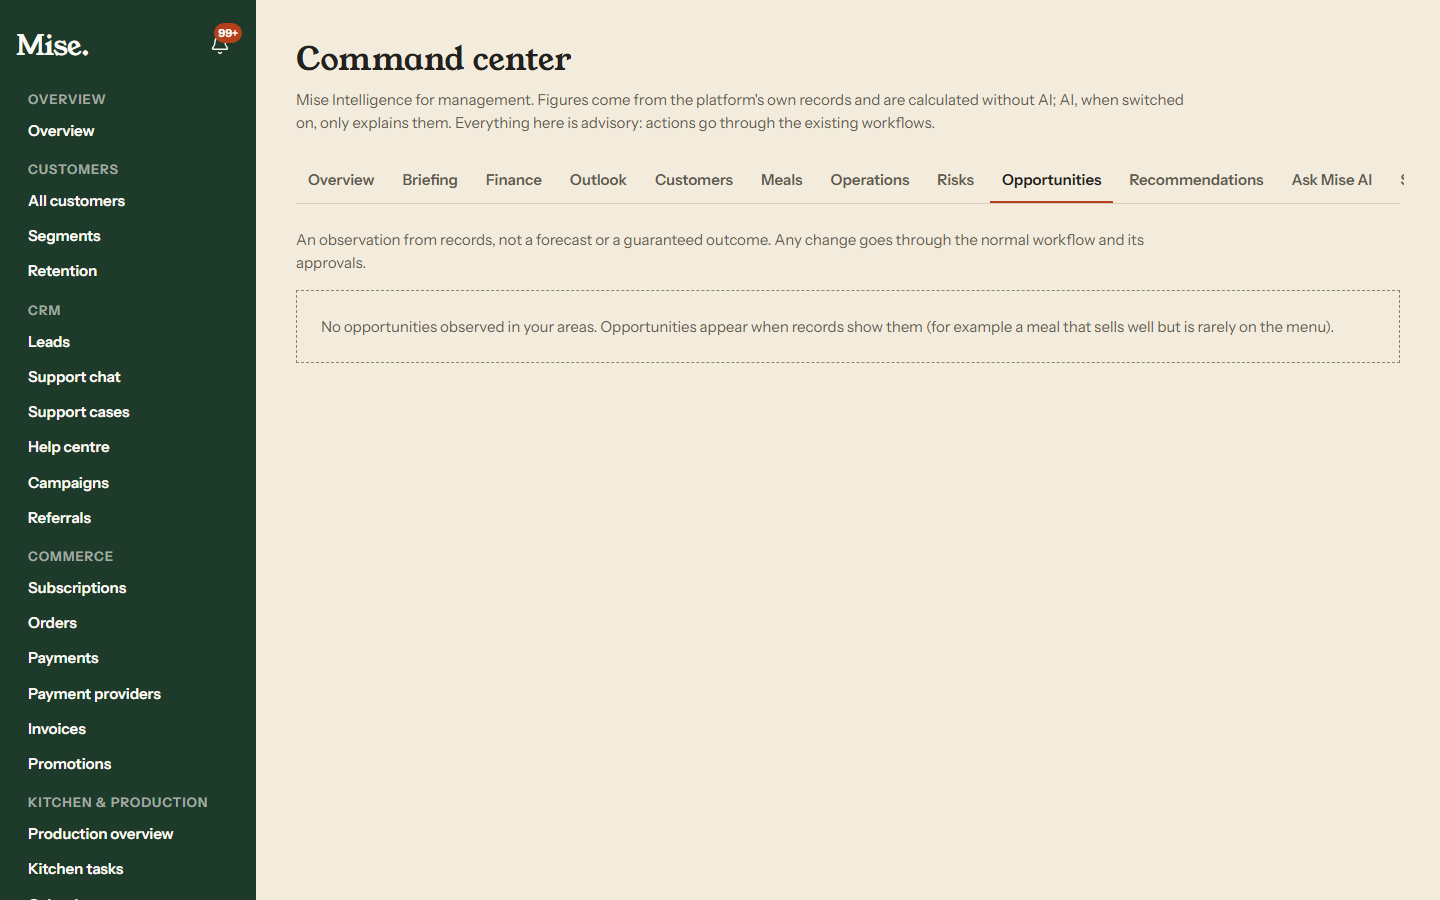 Mise.
99+
OVERVIEW
Overview
CUSTOMERS
All customers
Segments
Retention
CRM
Leads
Support chat
Support cases
Help centre
Campaigns
Referrals
COMMERCE
Subscriptions
Orders
Payments
Payment providers
Invoices
Promotions
KITCHEN & PRODUCTION
Production overview
Kitchen tasks
Command center
Mise Intelligence for management. Figures come from the platform's own records and are calculated without AI; AI, when switched
on, only explains them. Everything here is advisory: actions go through the existing workflows.
Overview Briefing Finance Outlook Customers Meals Operations Risks Opportunities Recommendations Ask Mise AI
An observation from records, not a forecast or a guaranteed outcome. Any change goes through the normal workflow and its
approvals.
No opportunities observed in your areas. Opportunities appear when records show them (for example a meal that sells well but is rarely on the menu).